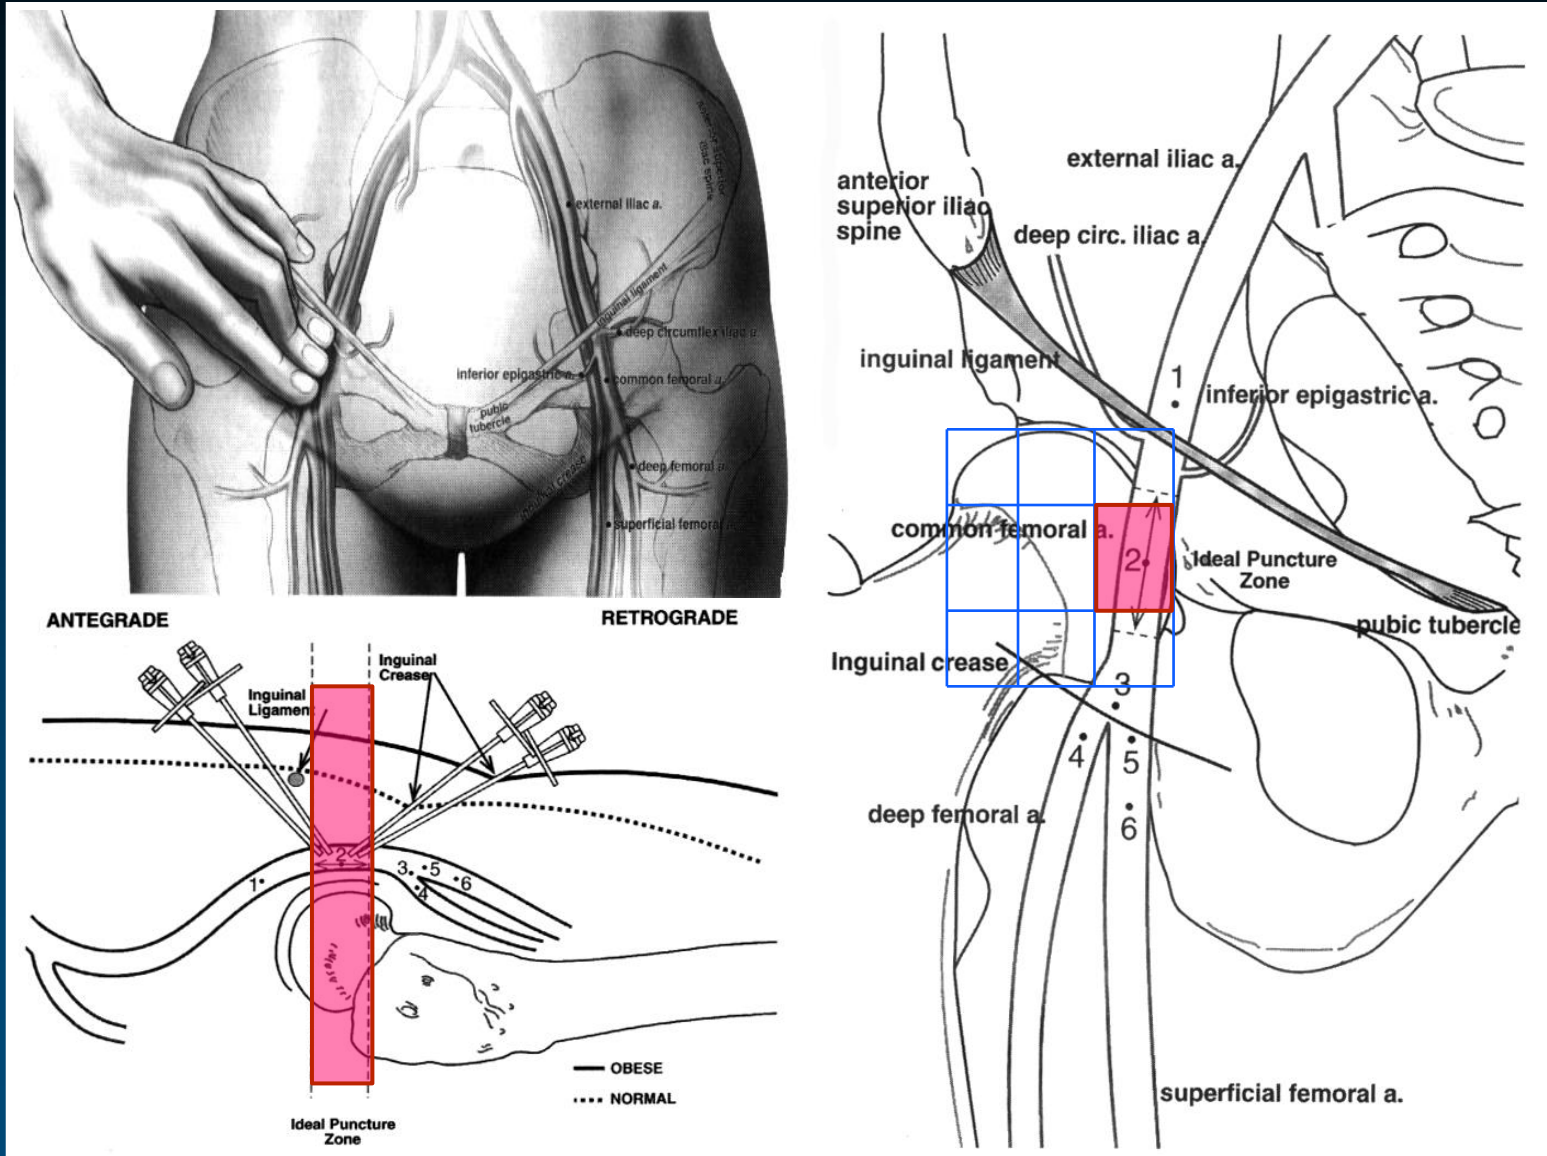 anterior superior
iliac spine
external iliac a.
inguinal ligament
deep circumflex iliac a.
inferior epigastric a.
common femoral a.
pubic
tubercle
inguinal crease
deep femoral a.
superficial femoral a.
ANTEGRADE
RETROGRADE
Inguinal
Crease
Inguinal
Ligament
2
1
3
5
6
4
OBESE
NORMAL
Ideal Puncture
Zone
external iliac a.
anterior
superior iliac
spine
deep circ. iliac a.
inguinal ligament
1
inferior epigastric a.
common femoral a.
2
Ideal Puncture
Zone
pubic tubercle
Inguinal crease
3
4
5
6
deep femoral a.
superficial femoral a.